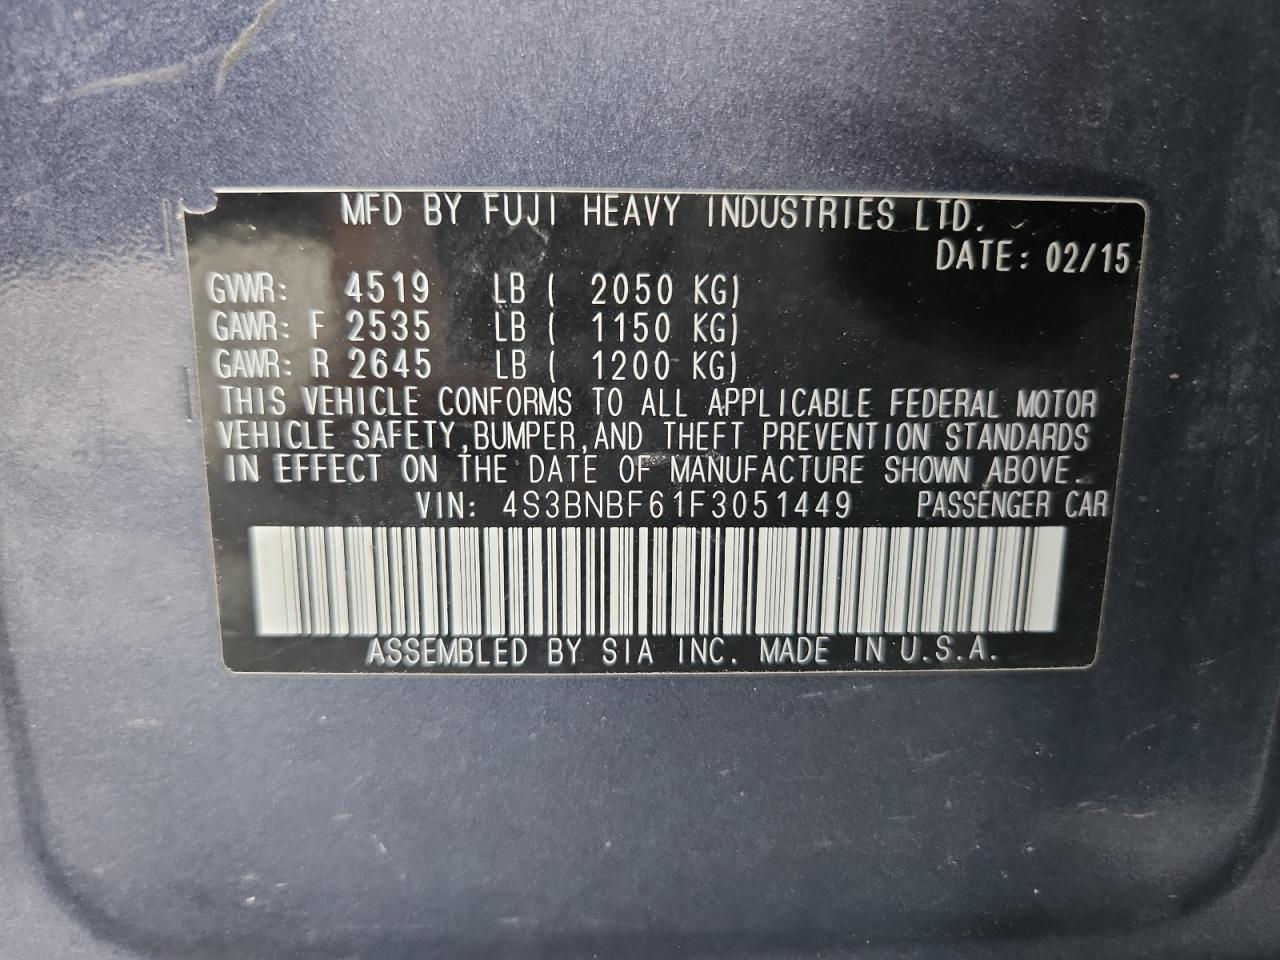 MFD BY FUJI HEAVY INDUSTRIES LTD.
DATE: 02/15
GVWR: 4519 LB ( 2050 KG)
GAWR: F 2535 LB ( 1150 KG)
GAWR: R 2645 LB ( 1200 KG)
THIS VEHICLE CONFORMS TO ALL APPLICABLE FEDERAL MOTOR
VEHICLE SAFETY,BUMPER,AND THEFT PREVENTION STANDARDS
IN EFFECT ON THE DATE OF MANUFACTURE SHOWN ABOVE.
VIN: 4S3BNBF61F3051449 PASSENGER CAR
ASSEMBLED BY SIA INC. MADE IN U.S.A.